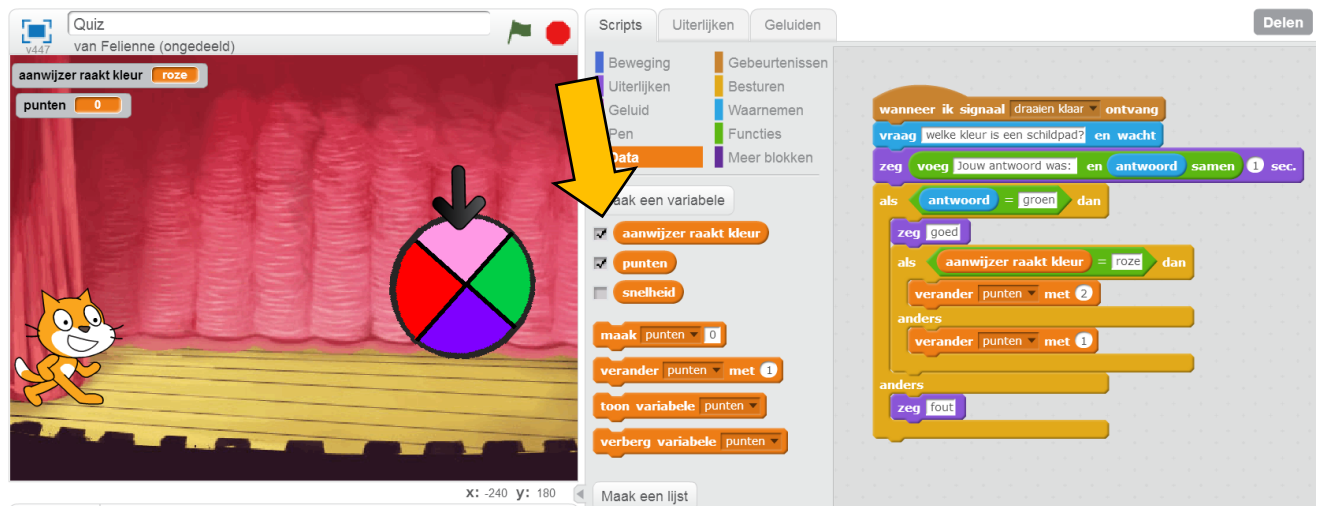 Quiz
v447
van Felienne (ongedeeld)
aanwijzer raakt kleur roze
punten 0
x: -240 y: 180
Scripts Uiterlijken Geluiden
Delen
Beweging Gebeurtenissen
Uiterlijken Besturen
Geluid Waarnemen
Pen Functies
Data Meer blokken
aak een variabele
aanwijzer raakt kleur
punten
snelheid
maak punten 0
verander punten met 1
toon variabele punten
verberg variabele punten
Maak een lijst
wanneer ik signaal draaien klaar ontvang
vraag welke kleur is een schildpad? en wacht
zeg voeg Jouw antwoord was: en antwoord samen 1 sec.
als antwoord = groen dan
zeg goed
als aanwijzer raakt kleur = roze dan
verander punten met 2
anders
verander punten met 1
anders
zeg fout